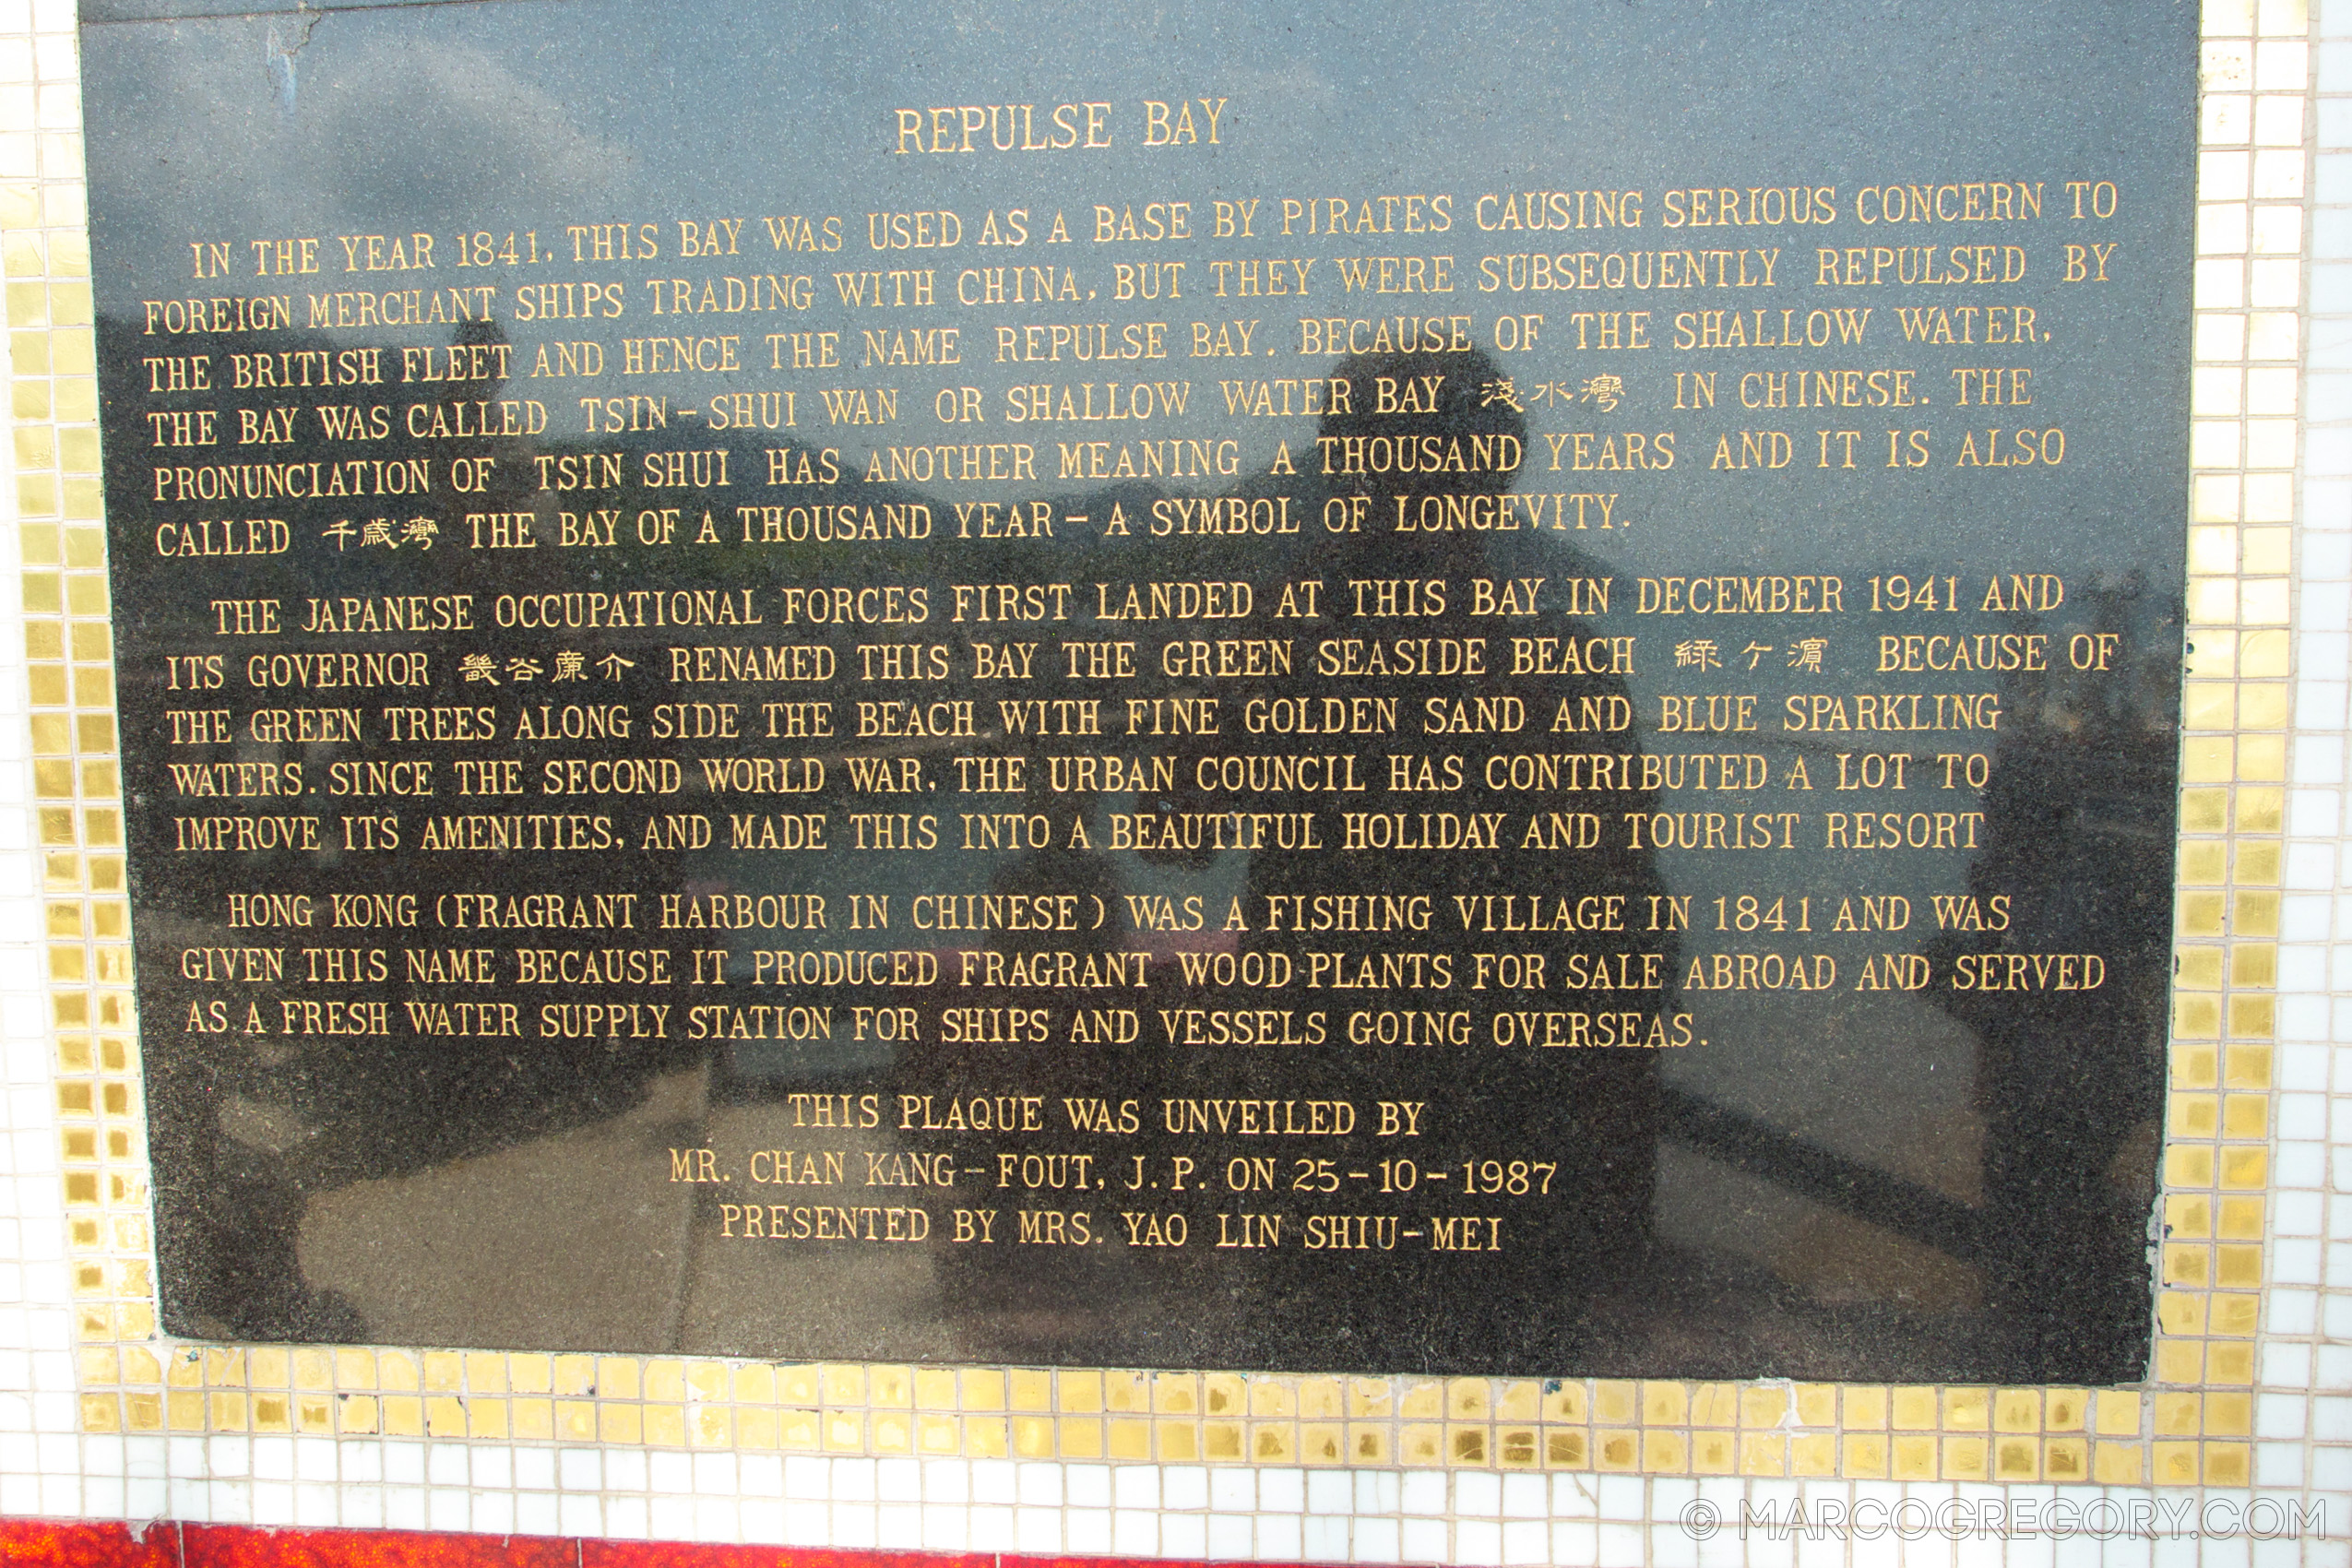 REPULSE BAY
IN THE YEAR 1841, THIS BAY WAS USED AS A BASE BY PIRATES CAUSING SERIOUS CONCERN TO
FOREIGN MERCHANT SHIPS TRADING WITH CHINA, BUT THEY WERE SUBSEQUENTLY REPULSED BY
THE BRITISH FLEET AND HENCE THE NAME REPULSE BAY. BECAUSE OF THE SHALLOW WATER,
THE BAY WAS CALLED TSIN-SHUI WAN OR SHALLOW WATER BAY 淺水灣 IN CHINESE. THE
PRONUNCIATION OF TSIN SHUI HAS ANOTHER MEANING A THOUSAND YEARS AND IT IS ALSO
CALLED 千歲灣 THE BAY OF A THOUSAND YEAR - A SYMBOL OF LONGEVITY.
THE JAPANESE OCCUPATIONAL FORCES FIRST LANDED AT THIS BAY IN DECEMBER 1941 AND
ITS GOVERNOR 畿谷廉介 RENAMED THIS BAY THE GREEN SEASIDE BEACH 綠ケ濱 BECAUSE OF
THE GREEN TREES ALONG SIDE THE BEACH WITH FINE GOLDEN SAND AND BLUE SPARKLING
WATERS. SINCE THE SECOND WORLD WAR, THE URBAN COUNCIL HAS CONTRIBUTED A LOT TO
IMPROVE ITS AMENITIES, AND MADE THIS INTO A BEAUTIFUL HOLIDAY AND TOURIST RESORT
HONG KONG (FRAGRANT HARBOUR IN CHINESE) WAS A FISHING VILLAGE IN 1841 AND WAS
GIVEN THIS NAME BECAUSE IT PRODUCED FRAGRANT WOOD-PLANTS FOR SALE ABROAD AND SERVED
AS A FRESH WATER SUPPLY STATION FOR SHIPS AND VESSELS GOING OVERSEAS.
THIS PLAQUE WAS UNVEILED BY
MR. CHAN KANG-FOUT, J.P. ON 25-10-1987
PRESENTED BY MRS. YAO LIN SHIU-MEI
© MARCOGREGORY.COM